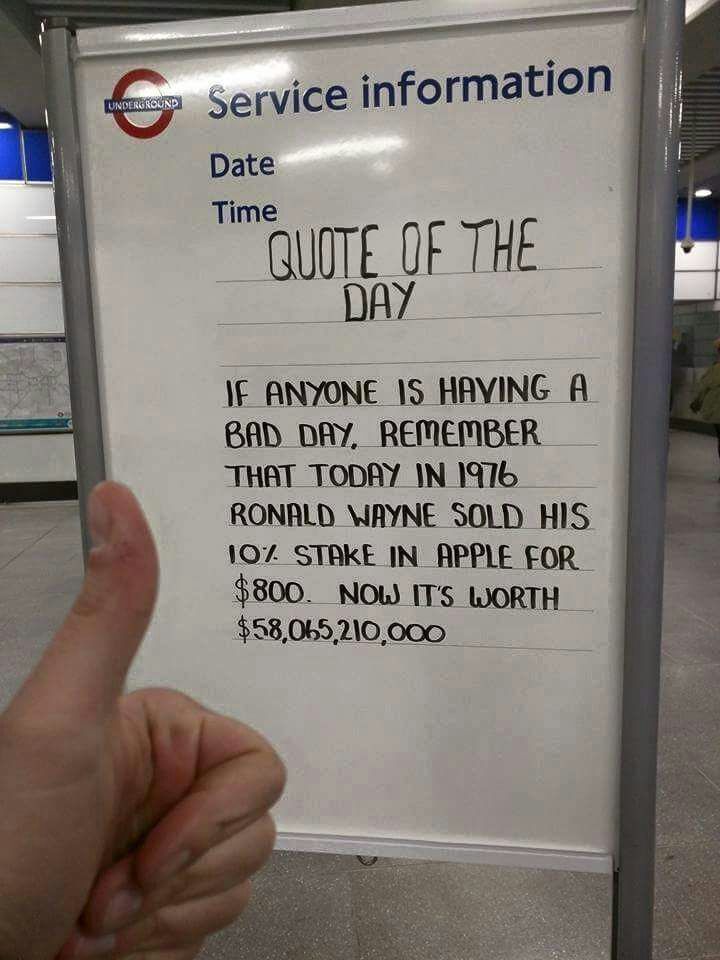 UNDERGROUND
Service information
Date
Time
QUOTE OF THE
DAY
IF ANYONE IS HAVING A
BAD DAY, REMEMBER
THAT TODAY IN 1976
RONALD WAYNE SOLD HIS
10% STAKE IN APPLE FOR
$800. NOW IT'S WORTH
$58,065,210,000